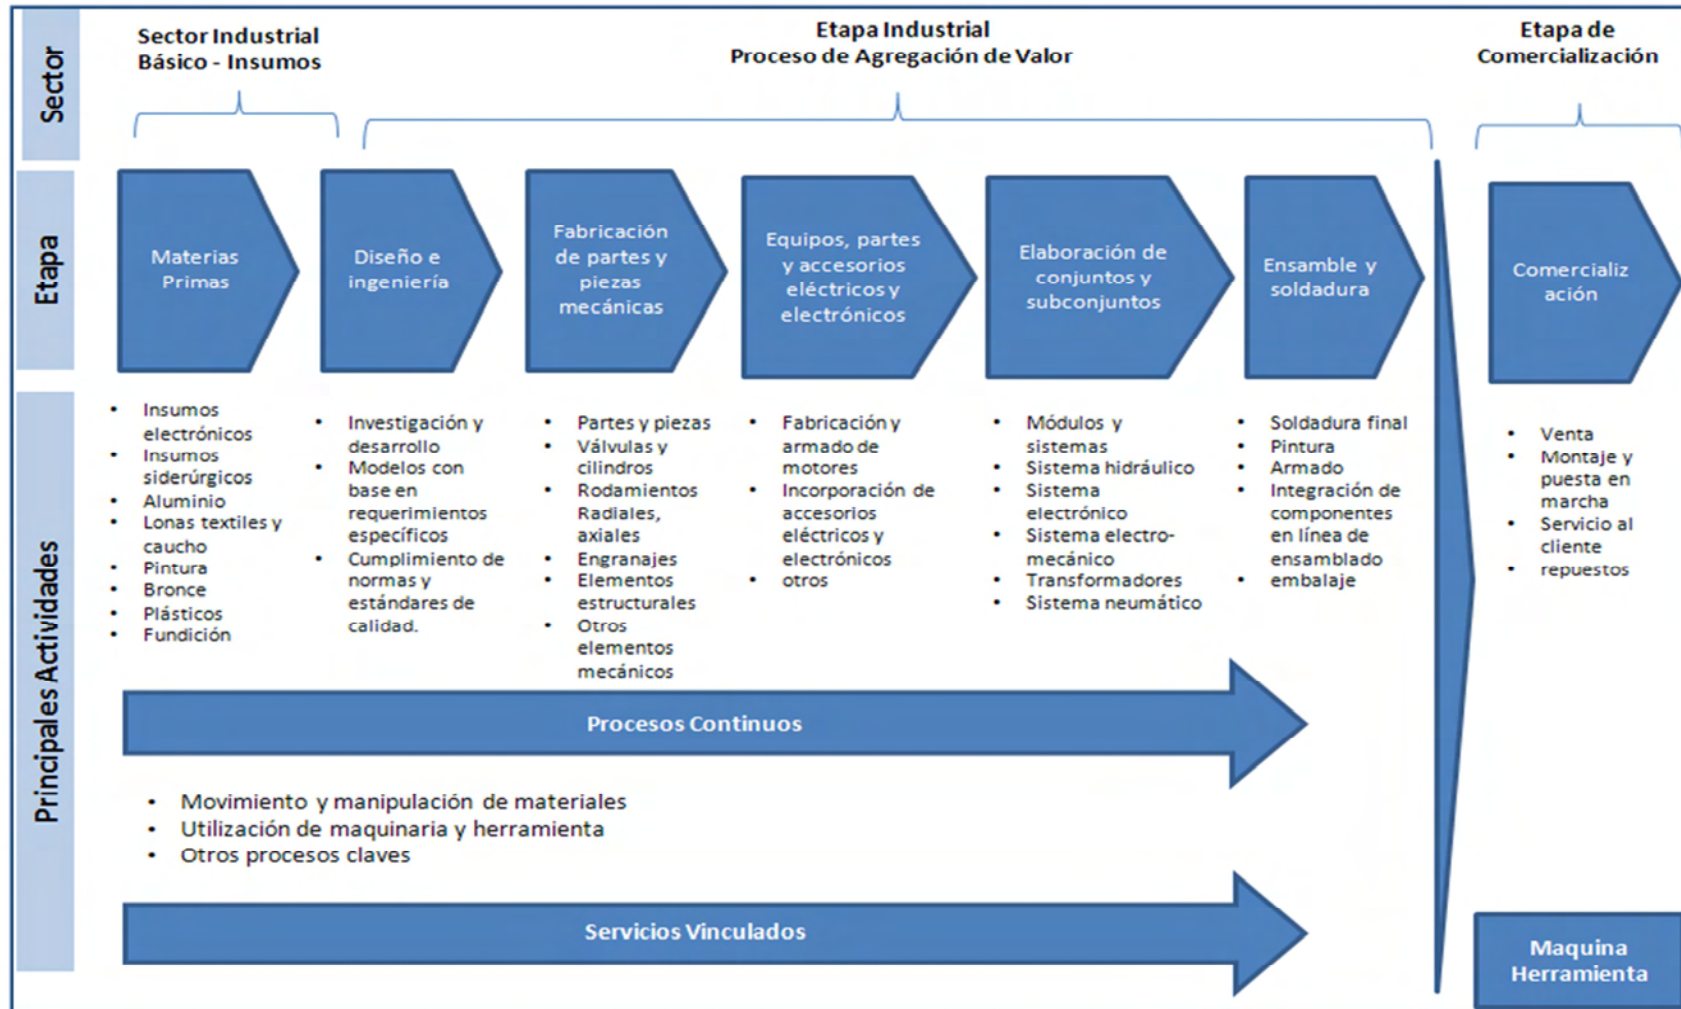 Sector
Sector Industrial
Básico - Insumos
Etapa Industrial
Proceso de Agregación de Valor
Etapa de
Comercialización
Etapa
Materias
Primas
Diseño e
ingeniería
Fabricación
de partes y
piezas
mecánicas
Equipos, partes
y accesorios
eléctricos y
electrónicos
Elaboración de
conjuntos y
subconjuntos
Ensamble y
soldadura
Comercializ
ación
Principales Actividades
• Insumos
electrónicos
• Insumos
siderúrgicos
• Aluminio
• Lonas textiles y
caucho
• Pintura
• Bronce
• Plásticos
• Fundición
• Investigación y
desarrollo
• Modelos con
base en
requerimientos
específicos
• Cumplimiento de
normas y
estándares de
calidad.
• Partes y piezas
• Válvulas y
cilindros
• Rodamientos
Radiales,
axiales
• Engranajes
• Elementos
estructurales
• Otros
elementos
mecánicos
• Fabricación y
armado de
motores
• Incorporación de
accesorios
eléctricos y
electrónicos
• otros
• Módulos y
sistemas
• Sistema hidráulico
• Sistema
electrónico
• Sistema electro-
mecánico
• Transformadores
• Sistema neumático
• Soldadura final
• Pintura
• Armado
• Integración de
componentes
en línea de
ensamblado
• embalaje
• Venta
• Montaje y
puesta en
marcha
• Servicio al
cliente
• repuestos
Procesos Continuos
• Movimiento y manipulación de materiales
• Utilización de maquinaria y herramienta
• Otros procesos claves
Servicios Vinculados
Maquina
Herramienta